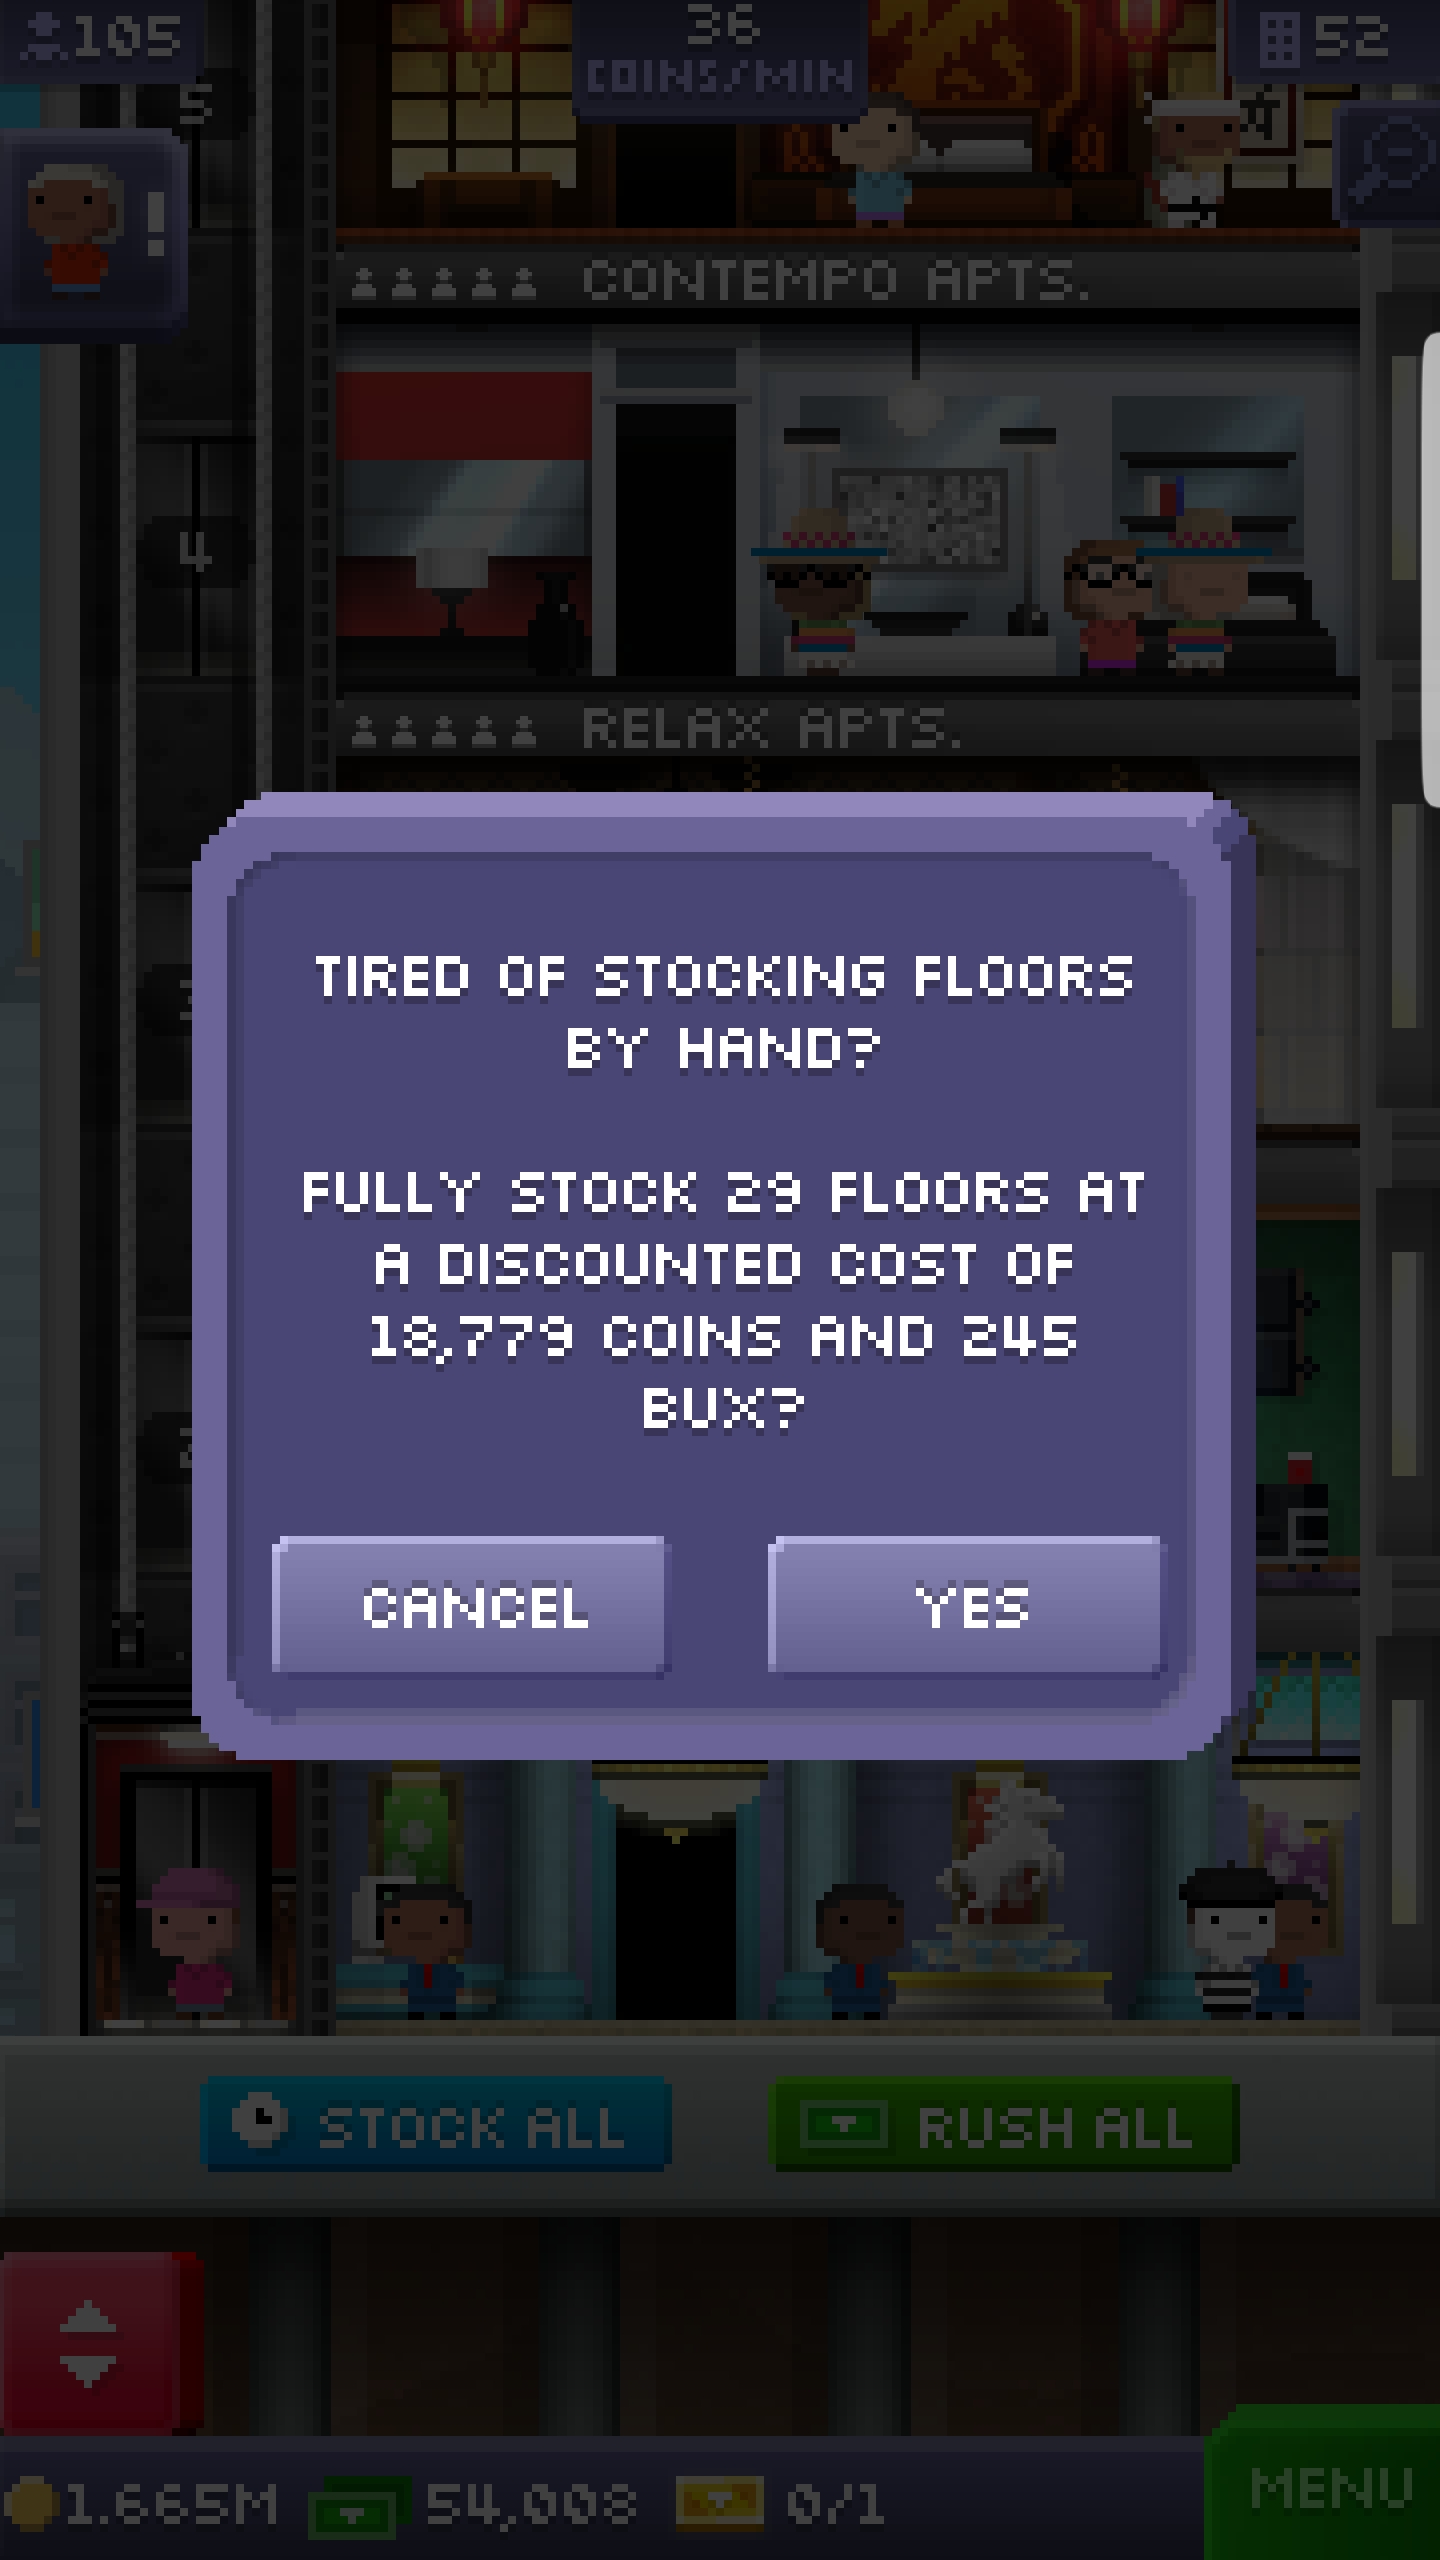 105
36
COINS/MIN
52
5
!
CONTEMPO APTS.
4
RELAX APTS.
TIRED OF STOCKING FLOORS
BY HAND?
FULLY STOCK 29 FLOORS AT
A DISCOUNTED COST OF
18,779 COINS AND 245
BUX?
CANCEL
YES
STOCK ALL
RUSH ALL
1.665M
54,008
0/1
MENU